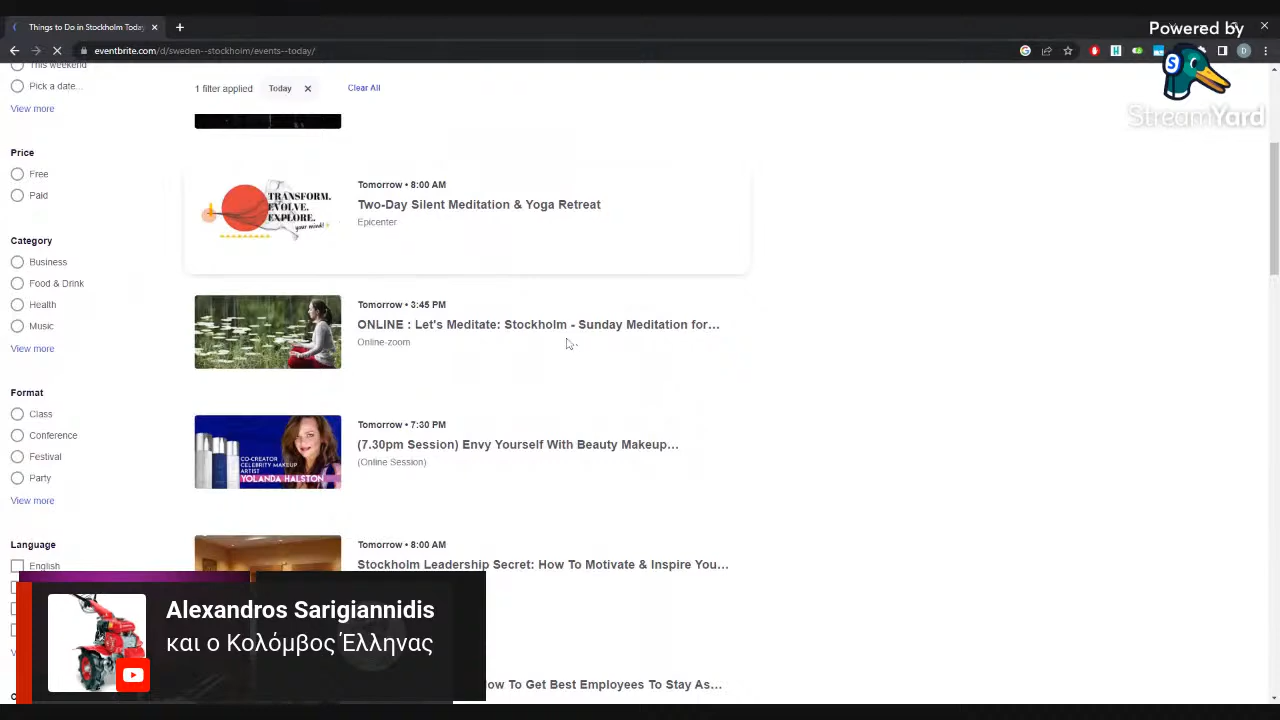 Things to Do in Stockholm Today
eventbrite.com/d/sweden--stockholm/events--today/
Powered by
StreamYard
This weekend
Pick a date...
View more
Price
Free
Paid
Category
Business
Food & Drink
Health
Music
View more
Format
Class
Conference
Festival
Party
View more
Language
English
1 filter applied
Today
Clear All
TRANSFORM.
EVOLVE.
EXPLORE.
your mind!
Tomorrow • 8:00 AM
Two-Day Silent Meditation & Yoga Retreat
Epicenter
Tomorrow • 3:45 PM
ONLINE : Let's Meditate: Stockholm - Sunday Meditation for...
Online-zoom
CO-CREATOR
CELEBRITY MAKEUP
ARTIST
YOLANDA HALSTON
Tomorrow • 7:30 PM
(7.30pm Session) Envy Yourself With Beauty Makeup...
(Online Session)
Tomorrow • 8:00 AM
Stockholm Leadership Secret: How To Motivate & Inspire You...
How To Get Best Employees To Stay As...
Alexandros Sarigiannidis
και ο Κολόμβος Έλληνας